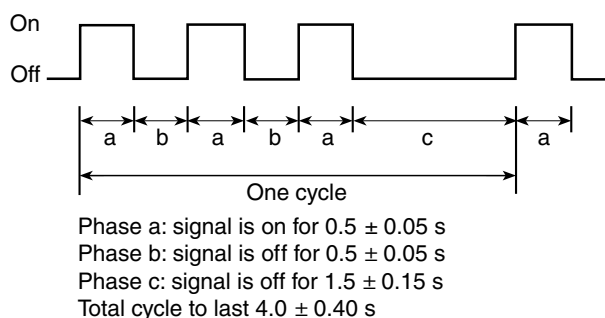 On
Off
a b a b a c a
One cycle
Phase a: signal is on for 0.5 ± 0.05 s
Phase b: signal is off for 0.5 ± 0.05 s
Phase c: signal is off for 1.5 ± 0.15 s
Total cycle to last 4.0 ± 0.40 s